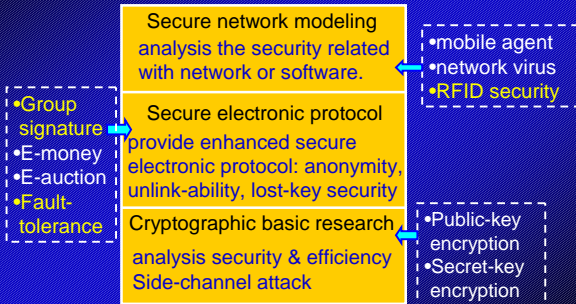 Secure network modeling
analysis the security related
with network or software.
•mobile agent
•network virus
•RFID security
•Group
signature
•E-money
•E-auction
•Fault-
tolerance
Secure electronic protocol
provide enhanced secure
electronic protocol: anonymity,
unlink-ability, lost-key security
Cryptographic basic research
analysis security & efficiency
Side-channel attack
•Public-key
encryption
•Secret-key
encryption